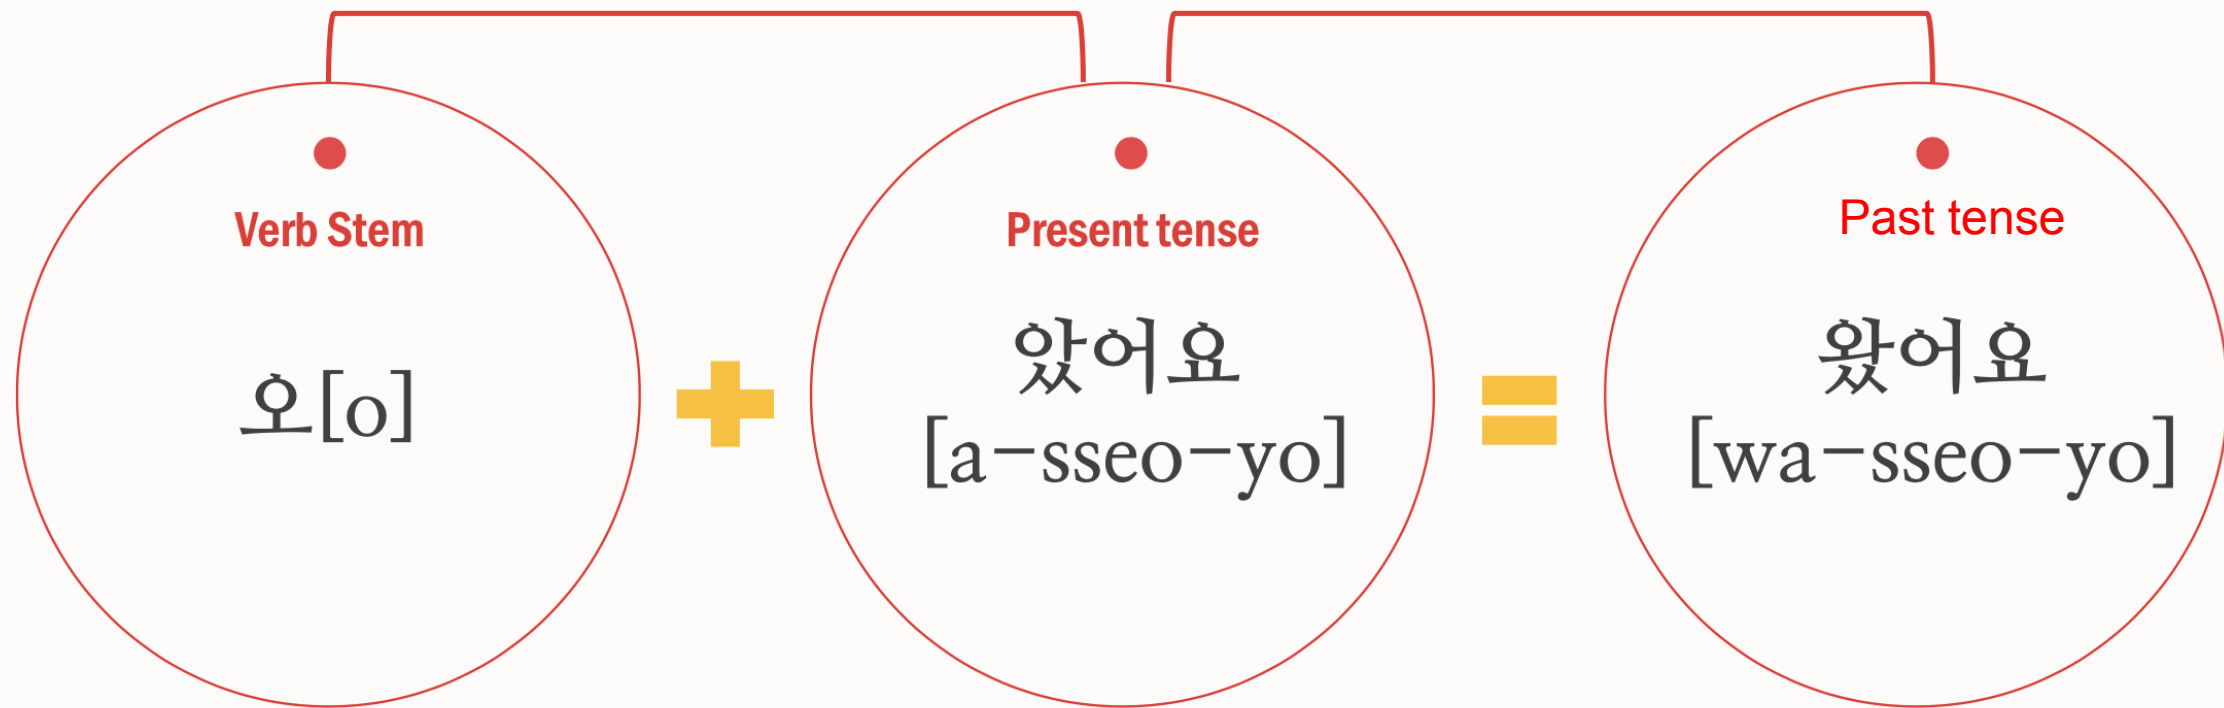 Verb Stem
오[o]
+
Present tense
았어요
[a-sseo-yo]
=
Past tense
왔어요
[wa-sseo-yo]